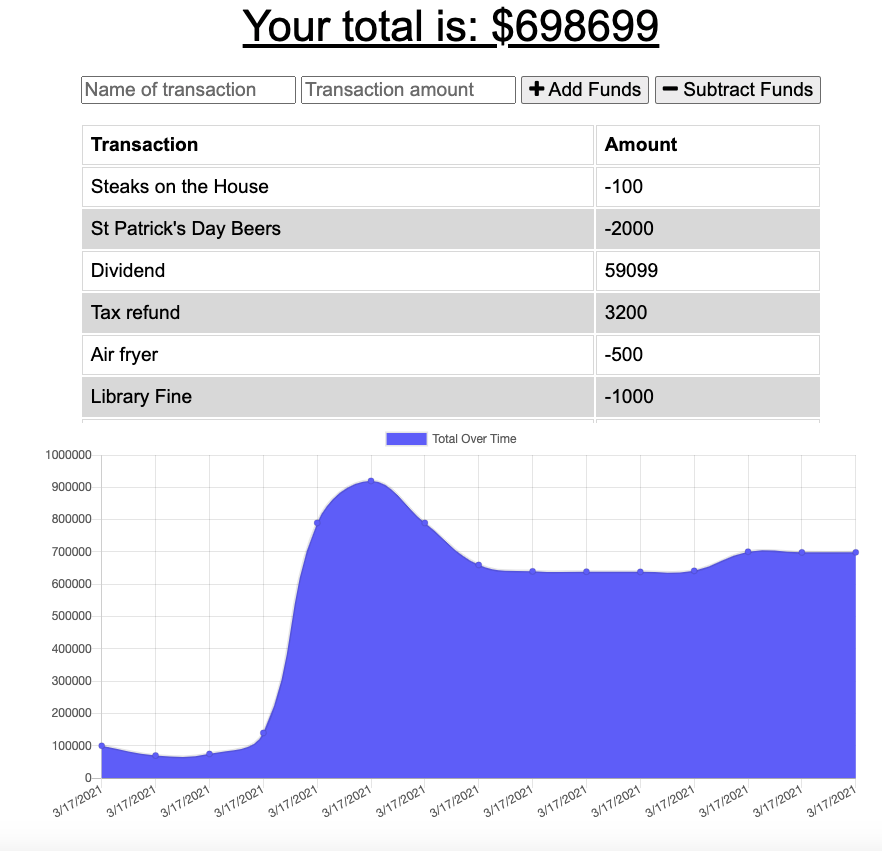 Your total is: $698699
Name of transaction Transaction amount Add Funds Subtract Funds
Transaction Amount
Steaks on the House -100
St Patrick's Day Beers -2000
Dividend 59099
Tax refund 3200
Air fryer -500
Library Fine -1000
Total Over Time
1000000
900000
800000
700000
600000
500000
400000
300000
200000
100000
0
3/17/2021 3/17/2021 3/17/2021 3/17/2021 3/17/2021 3/17/2021 3/17/2021 3/17/2021 3/17/2021 3/17/2021 3/17/2021 3/17/2021 3/17/2021 3/17/2021 3/17/2021